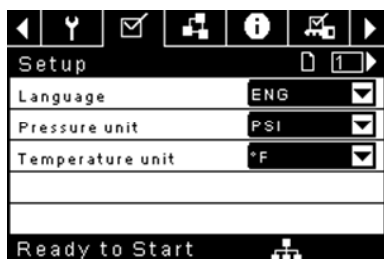 Setup 1
Language ENG
Pressure unit PSI
Temperature unit °F
Ready to Start